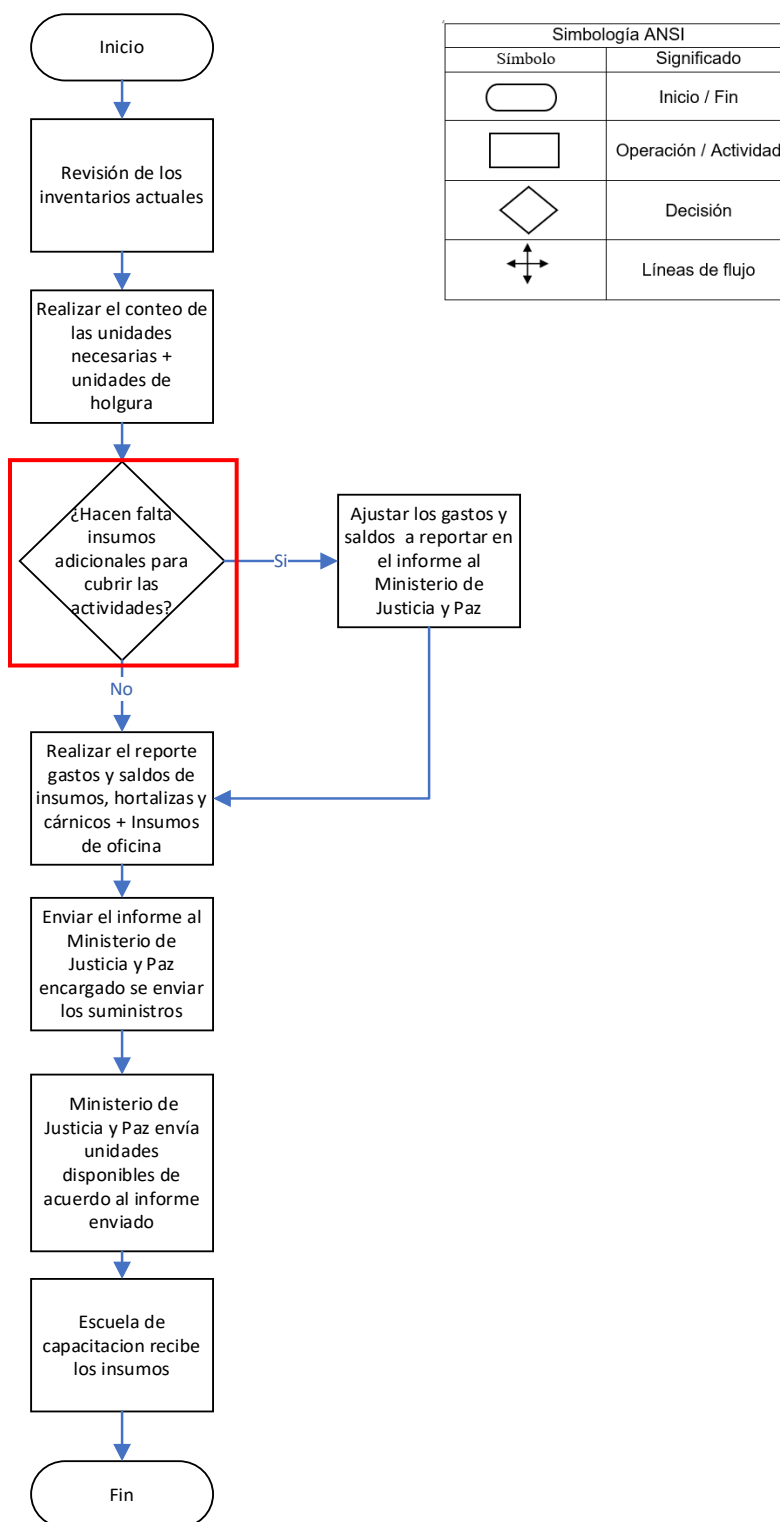 Inicio
Revisión de los
inventarios actuales
Realizar el conteo de
las unidades
necesarias +
unidades de
holgura
¿Hacen falta
insumos
adicionales para
cubrir las
actividades?
Si
Ajustar los gastos y
saldos a reportar en
el informe al
Ministerio de
Justicia y Paz
No
Realizar el reporte
gastos y saldos de
insumos, hortalizas y
cárnicos + Insumos
de oficina
Enviar el informe al
Ministerio de
Justicia y Paz
encargado se enviar
los suministros
Ministerio de
Justicia y Paz envía
unidades
disponibles de
acuerdo al informe
enviado
Escuela de
capacitacion recibe
los insumos
Fin
Simbología ANSI
Símbolo Significado
Inicio / Fin
Operación / Actividad
Decisión
Líneas de flujo